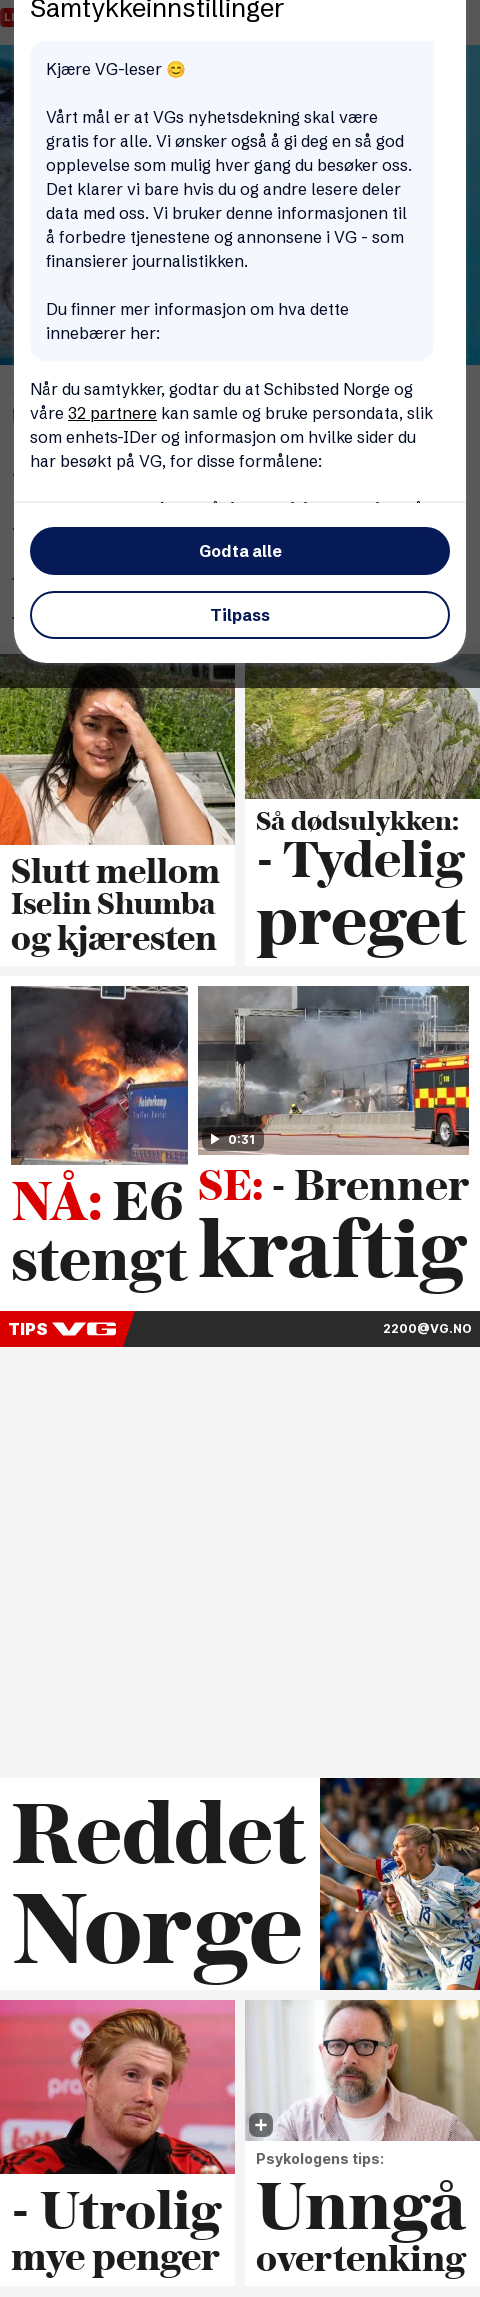 Samtykkeinnstillinger
Kjære VG-leser 😊
Vårt mål er at VGs nyhetsdekning skal være
gratis for alle. Vi ønsker også å gi deg en så god
opplevelse som mulig hver gang du besøker oss.
Det klarer vi bare hvis du og andre lesere deler
data med oss. Vi bruker denne informasjonen til
å forbedre tjenestene og annonsene i VG - som
finansierer journalistikken.
Du finner mer informasjon om hva dette
innebærer her:
Når du samtykker, godtar du at Schibsted Norge og
våre 32 partnere kan samle og bruke persondata, slik
som enhets-IDer og informasjon om hvilke sider du
har besøkt på VG, for disse formålene:
Godta alle
Tilpass
Slutt mellom
Iselin Shumba
og kjæresten
Så dødsulykken:
- Tydelig
preget
0:31
NÅ: E6
stengt
SE: - Brenner
kraftig
TIPS VG
2200@VG.NO
Reddet
Norge
- Utrolig
mye penger
Psykologens tips:
Unngå
overtenking